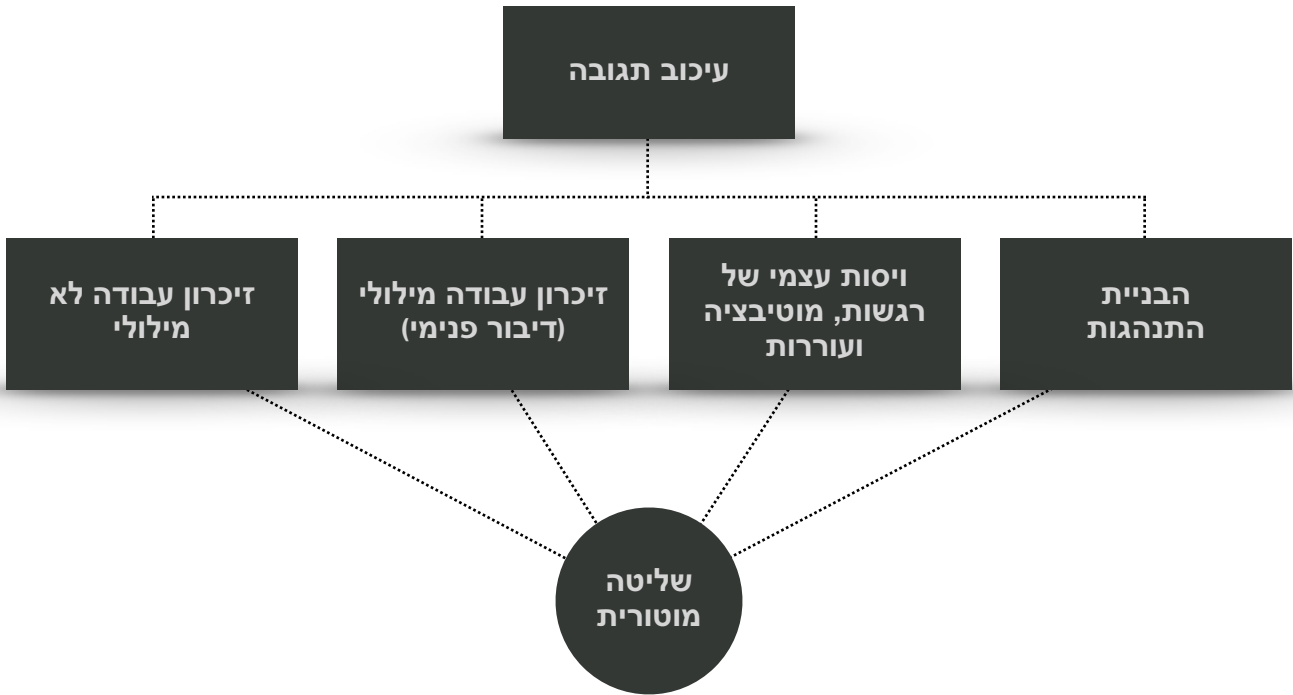 עיכוב תגובה
הבניית
התנהגות
ויסות עצמי של
רגשות, מוטיבציה
ועוררות
זיכרון עבודה מילולי
(דיבור פנימי)
זיכרון עבודה לא
מילולי
שליטה
מוטורית